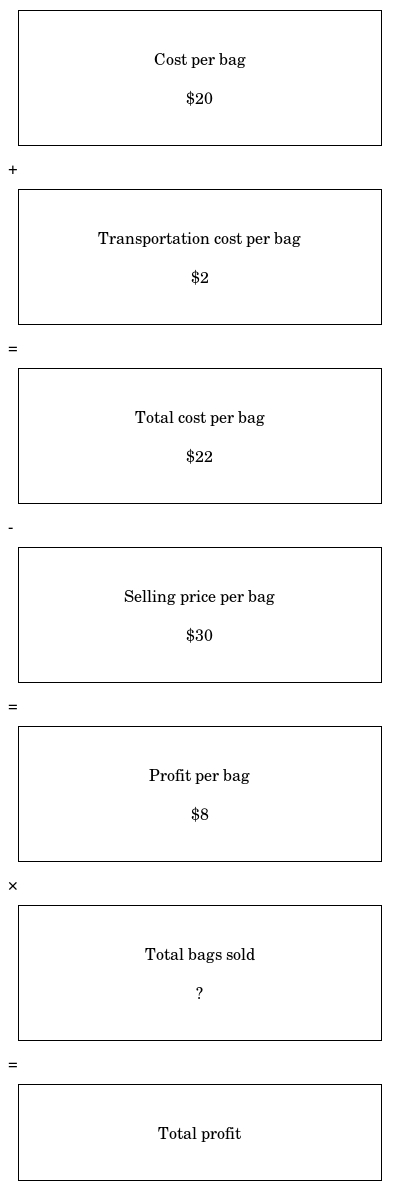 Cost per bag
$20
+
Transportation cost per bag
$2
=
Total cost per bag
$22
-
Selling price per bag
$30
=
Profit per bag
$8
×
Total bags sold
?
=
Total profit